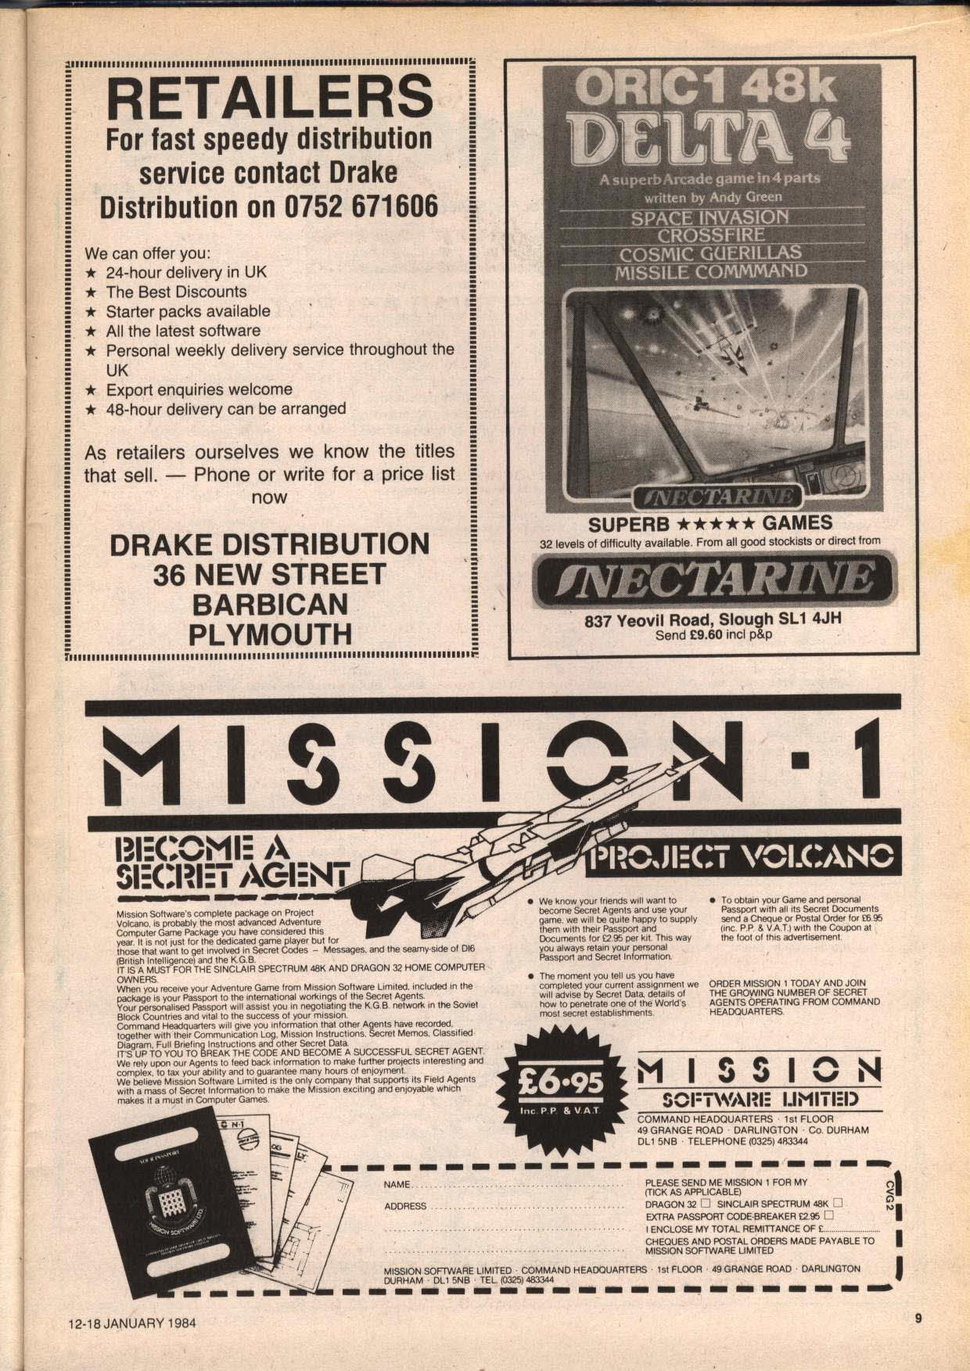 RETAILERS
For fast speedy distribution
service contact Drake
Distribution on 0752 671606
We can offer you:
★ 24-hour delivery in UK
★ The Best Discounts
★ Starter packs available
★ All the latest software
★ Personal weekly delivery service throughout the
UK
★ Export enquiries welcome
★ 48-hour delivery can be arranged
As retailers ourselves we know the titles
that sell. — Phone or write for a price list
now
DRAKE DISTRIBUTION
36 NEW STREET
BARBICAN
PLYMOUTH
ORIC1 48k
DELTA 4
A superb Arcade game in 4 parts
written by Andy Green
SPACE INVASION
CROSSFIRE
COSMIC GUERILLAS
MISSILE COMMMAND
NECTARINE
SUPERB ★★★★★ GAMES
32 levels of difficulty available. From all good stockists or direct from
NECTARINE
837 Yeovil Road, Slough SL1 4JH
Send £9.60 incl p&p
MISSION·1
BECOME A
SECRET AGENT
PROJECT VOLCANO
Mission Software's complete package on Project
Volcano, is probably the most advanced Adventure
Computer Game Package you have considered this
year. It is not just for the dedicated game player but for
those that want to get involved in Secret Codes — Messages, and the seamy-side of DI6
(British Intelligence) and the K.G.B.
IT IS A MUST FOR THE SINCLAIR SPECTRUM 48K AND DRAGON 32 HOME COMPUTER
OWNERS.
When you receive your Adventure Game from Mission Software Limited, included in the
package is your Passport to the international workings of the Secret Agents.
Your personalised Passport will assist you in negotiating the K.G.B. network in the Soviet
Block Countries and vital to the success of your mission.
Command Headquarters will give you information that other Agents have recorded,
together with their Communication Log, Mission Instructions, Secret Memos, Classified
Diagram, Full Briefing Instructions and other Secret Data.
IT'S UP TO YOU TO BREAK THE CODE AND BECOME A SUCCESSFUL SECRET AGENT.
We rely upon our Agents to feed back information to make further projects interesting and
complex, to tax your ability and to guarantee many hours of enjoyment.
We believe Mission Software Limited is the only company that supports its Field Agents
with a mass of Secret Information to make the Mission exciting and enjoyable which
makes it a must in Computer Games.
● We know your friends will want to
become Secret Agents and use your
game, we will be quite happy to supply
them with their Passport and
Documents for £2.95 per kit. This way
you always retain your personal
Passport and Secret Information.
● The moment you tell us you have
completed your current assignment we
will advise by Secret Data, details of
how to penetrate one of the World's
most secret establishments.
● To obtain your Game and personal
Passport with all its Secret Documents
send a Cheque or Postal Order for £6.95
(inc. P.P. & V.A.T.) with the Coupon at
the foot of this advertisement.
ORDER MISSION 1 TODAY AND JOIN
THE GROWING NUMBER OF SECRET
AGENTS OPERATING FROM COMMAND
HEADQUARTERS.
£6·95
Inc. P.P. & V.A.T.
MISSION
SOFTWARE LIMITED
COMMAND HEADQUARTERS · 1st FLOOR
49 GRANGE ROAD · DARLINGTON · Co. DURHAM
DL1 5NB · TELEPHONE (0325) 483344
YOUR PASSPORT
MISSION SOFTWARE LTD.
NAME
ADDRESS
PLEASE SEND ME MISSION 1 FOR MY
(TICK AS APPLICABLE)
DRAGON 32 □ SINCLAIR SPECTRUM 48K □
EXTRA PASSPORT CODE-BREAKER £2.95 □
I ENCLOSE MY TOTAL REMITTANCE OF £
CHEQUES AND POSTAL ORDERS MADE PAYABLE TO
MISSION SOFTWARE LIMITED
CVG2
MISSION SOFTWARE LIMITED · COMMAND HEADQUARTERS · 1st FLOOR · 49 GRANGE ROAD · DARLINGTON
DURHAM · DL1 5NB · TEL. (0325) 483344
12-18 JANUARY 1984
9